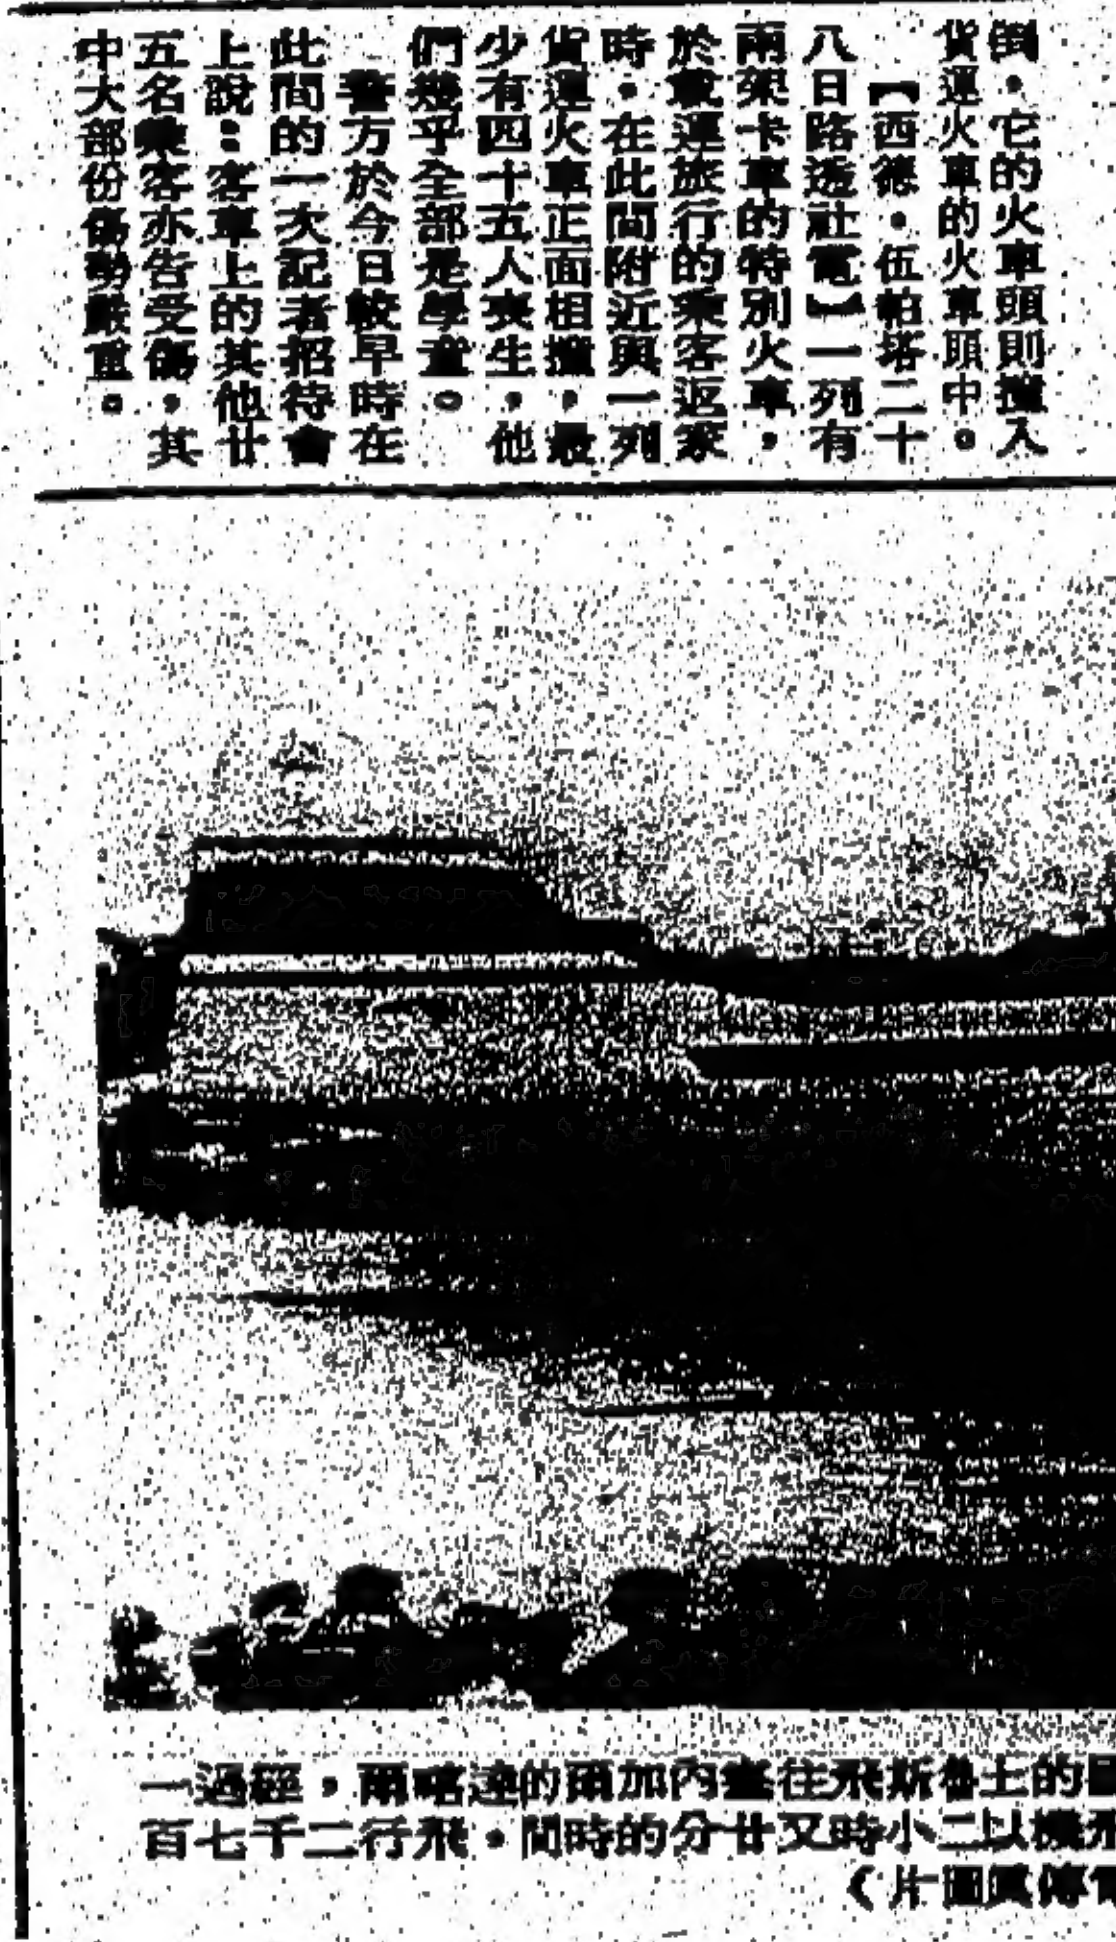 倒，它的火車頭則撞入
貨運火車的火車頭中。
【西德，伍帕塔二十
八日路透社電】一列有
兩架卡車的特別火車，
於載運旅行的乘客返家
時，在此間附近與一列
貨運火車正面相撞，最
少有四十五人喪生，他
們幾乎全部是學童。
警方於今日較早時在
此間的一次記者招待會
上說：客車上的其他廿
五名乘客亦告受傷，其
中大部份傷勢嚴重。
的土魯斯飛往塞內加爾的達喀爾，經過一
機以二小時又廿分的時間，飛行二千七百
傳真圖片）